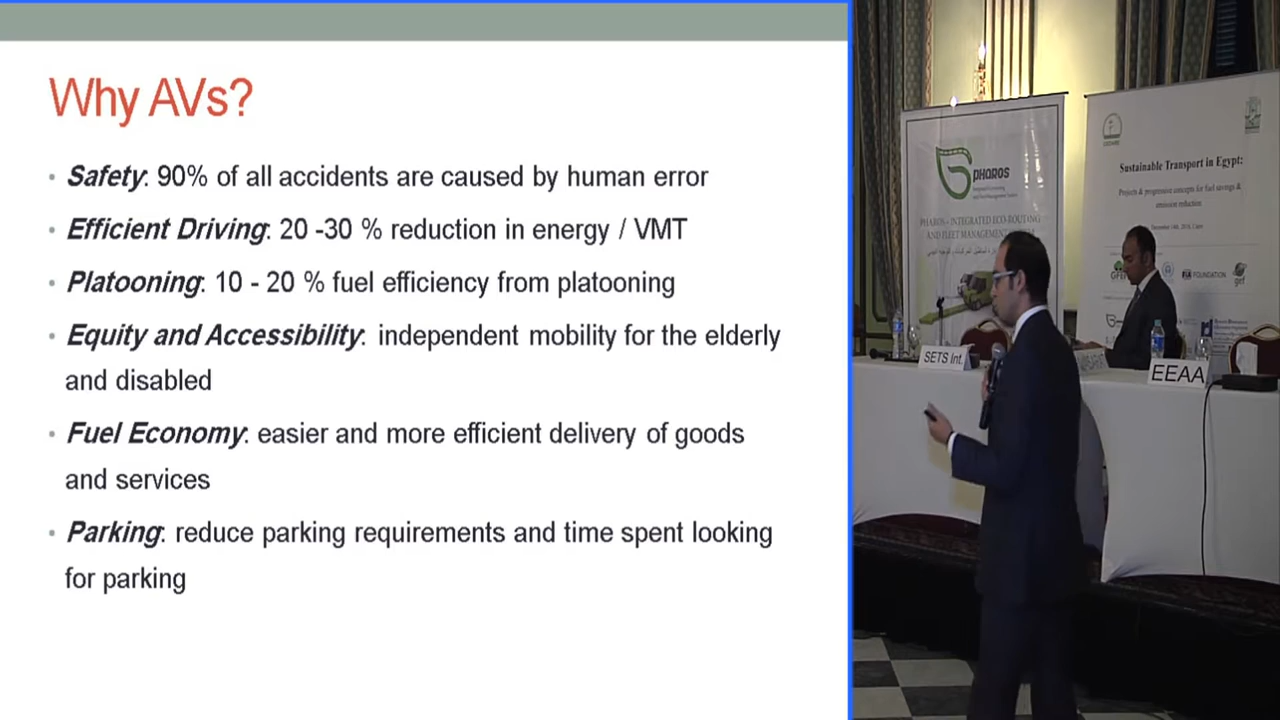 Why AVs?
• Safety: 90% of all accidents are caused by human error
• Efficient Driving: 20 -30 % reduction in energy / VMT
• Platooning: 10 - 20 % fuel efficiency from platooning
• Equity and Accessibility: independent mobility for the elderly
and disabled
• Fuel Economy: easier and more efficient delivery of goods
and services
• Parking: reduce parking requirements and time spent looking
for parking
PHAROS
PHAROS - INTEGRATED ECO-ROUTING
AND FLEET MANAGEMENT
Sustainable Transport in Egypt:
Projects & progressive concepts for fuel savings &
emission reduction
FIA FOUNDATION
gef
SETS Int.
EEAA